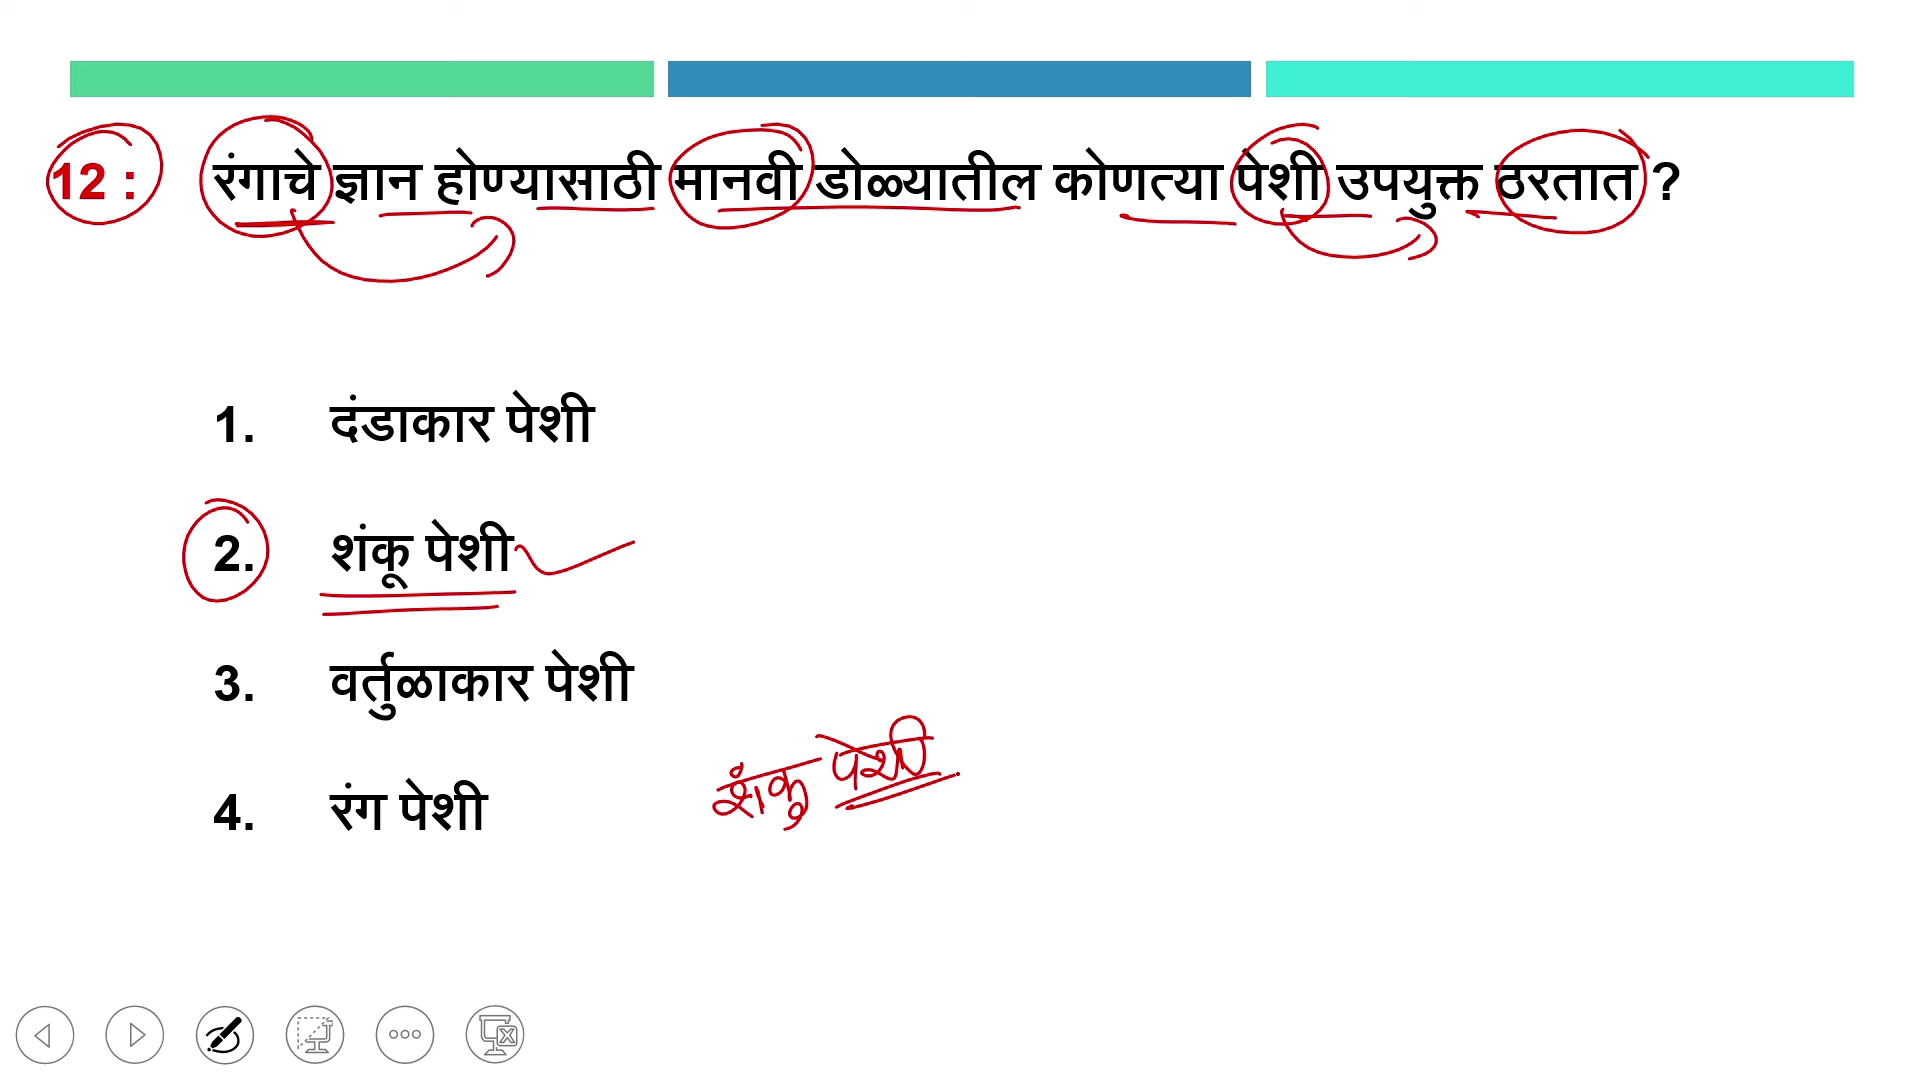 12 : रंगाचे ज्ञान होण्यासाठी मानवी डोळ्यातील कोणत्या पेशी उपयुक्त ठरतात ?
1. दंडाकार पेशी
2. शंकू पेशी
3. वर्तुळाकार पेशी
4. रंग पेशी
शंकु पेशी